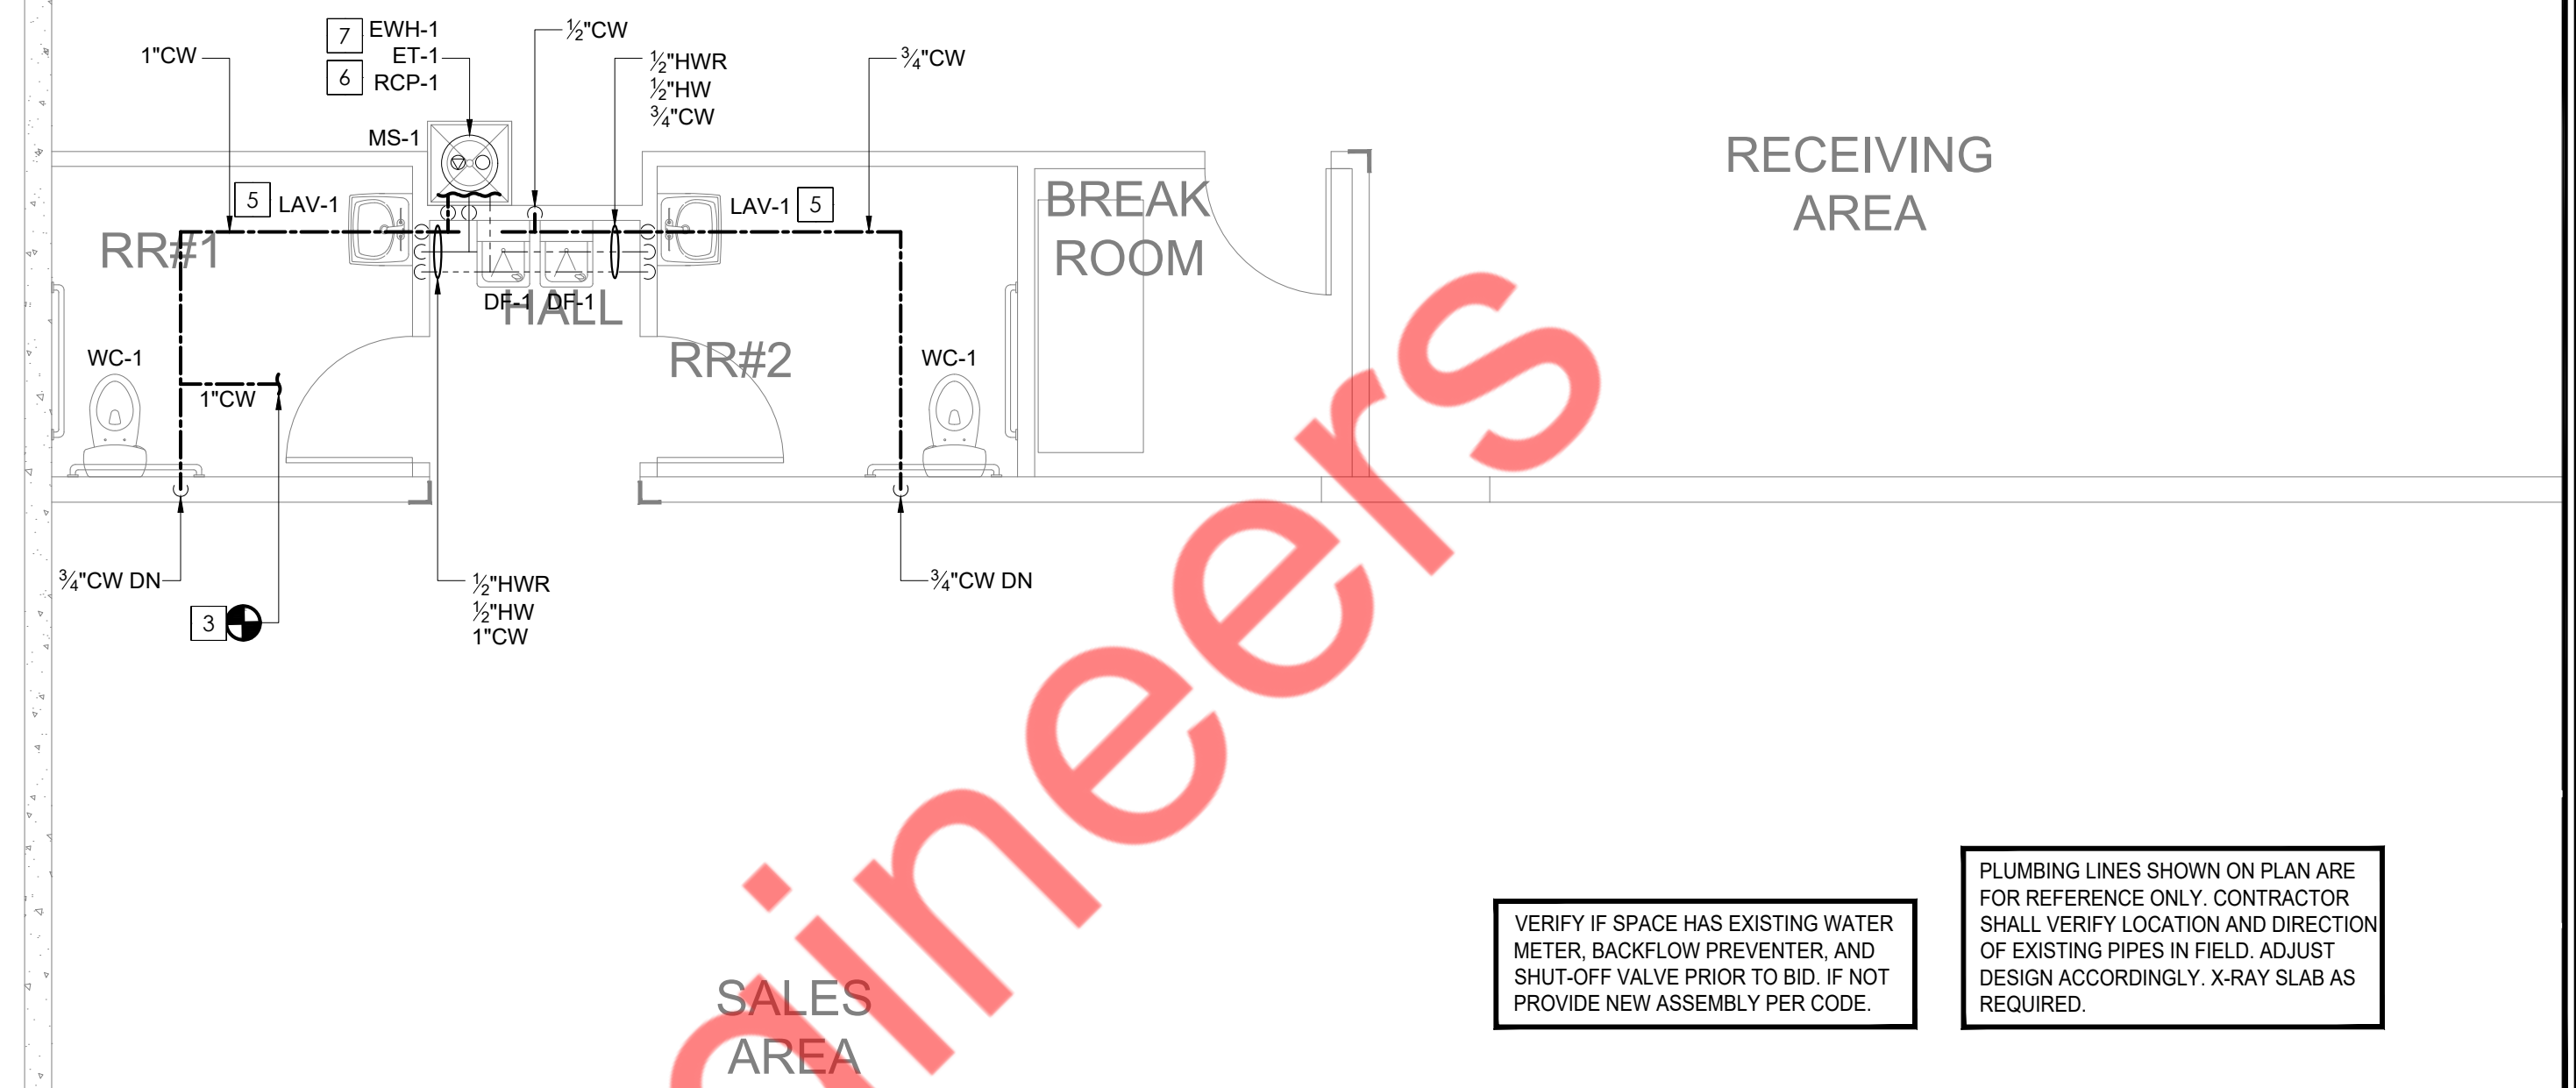 7 EWH-1
ET-1
6 RCP-1
1"CW
½"CW
½"HWR
½"HW
¾"CW
¾"CW
MS-1
5 LAV-1
LAV-1 5
RR#1
BREAK
ROOM
RECEIVING
AREA
DF-1 DF-1
HALL
WC-1
RR#2
WC-1
1"CW
¾"CW DN
3
½"HWR
½"HW
1"CW
¾"CW DN
gineers
SALES
AREA
VERIFY IF SPACE HAS EXISTING WATER
METER, BACKFLOW PREVENTER, AND
SHUT-OFF VALVE PRIOR TO BID. IF NOT
PROVIDE NEW ASSEMBLY PER CODE.
PLUMBING LINES SHOWN ON PLAN ARE
FOR REFERENCE ONLY. CONTRACTOR
SHALL VERIFY LOCATION AND DIRECTION
OF EXISTING PIPES IN FIELD. ADJUST
DESIGN ACCORDINGLY. X-RAY SLAB AS
REQUIRED.